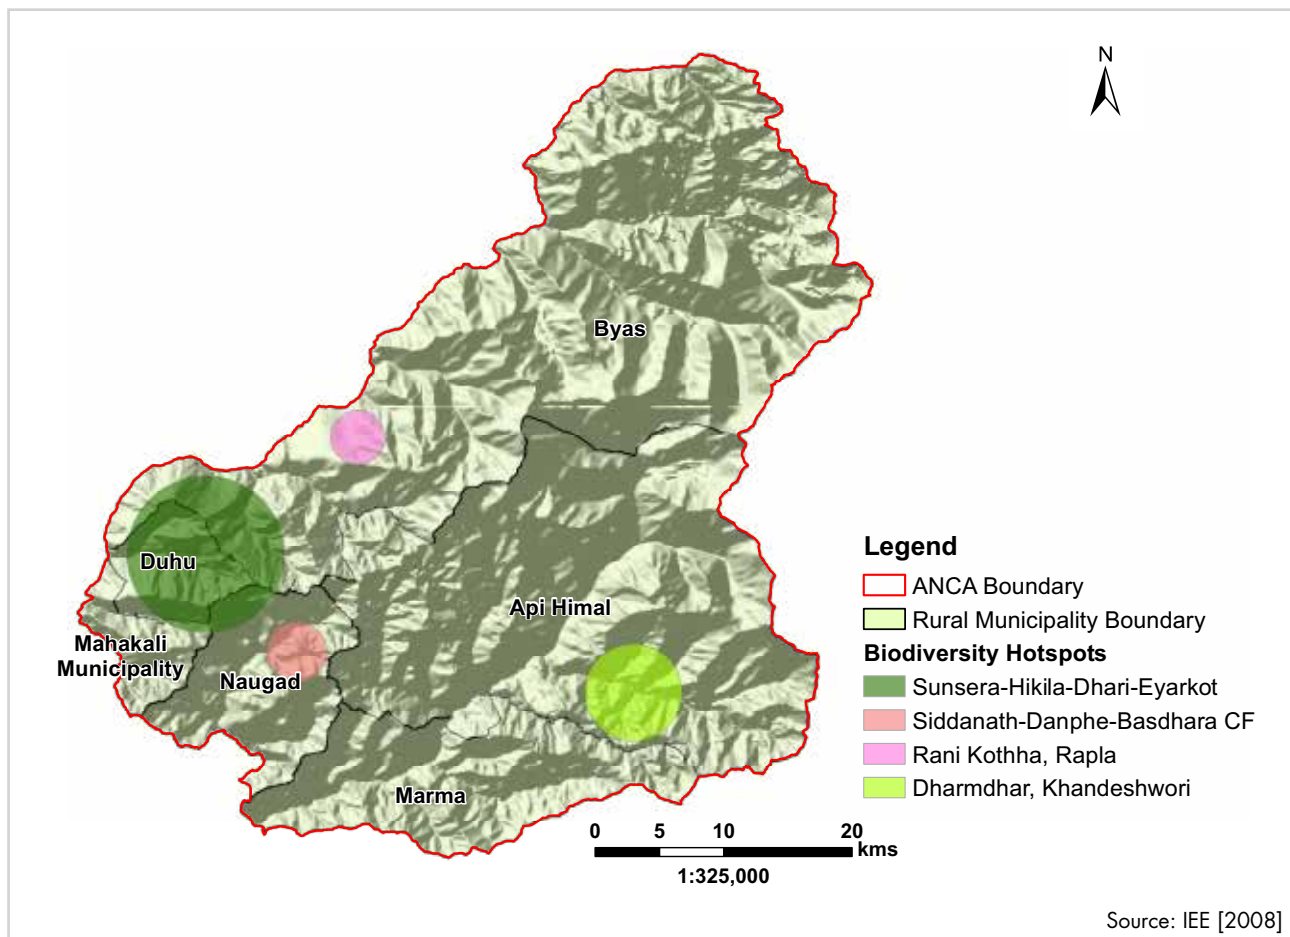 N
Byas
Duhu
Api Himal
Mahakali
Municipality
Naugad
Marma
Legend
ANCA Boundary
Rural Municipality Boundary
Biodiversity Hotspots
Sunsera-Hikila-Dhari-Eyarkot
Siddanath-Danphe-Basdhara CF
Rani Kothha, Rapla
Dharmdhar, Khandeshwori
0 5 10 20
kms
1:325,000
Source: IEE [2008]